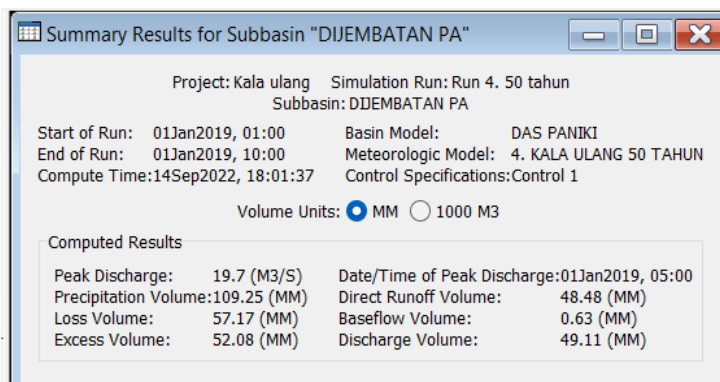 Summary Results for Subbasin "DIJEMBATAN PA"
Project: Kala ulang Simulation Run: Run 4. 50 tahun
Subbasin: DIJEMBATAN PA
Start of Run: 01Jan2019, 01:00 Basin Model: DAS PANIKI
End of Run: 01Jan2019, 10:00 Meteorologic Model: 4. KALA ULANG 50 TAHUN
Compute Time:14Sep2022, 18:01:37 Control Specifications:Control 1
Volume Units: MM 1000 M3
Computed Results
Peak Discharge: 19.7 (M3/S) Date/Time of Peak Discharge:01Jan2019, 05:00
Precipitation Volume:109.25 (MM) Direct Runoff Volume: 48.48 (MM)
Loss Volume: 57.17 (MM) Baseflow Volume: 0.63 (MM)
Excess Volume: 52.08 (MM) Discharge Volume: 49.11 (MM)